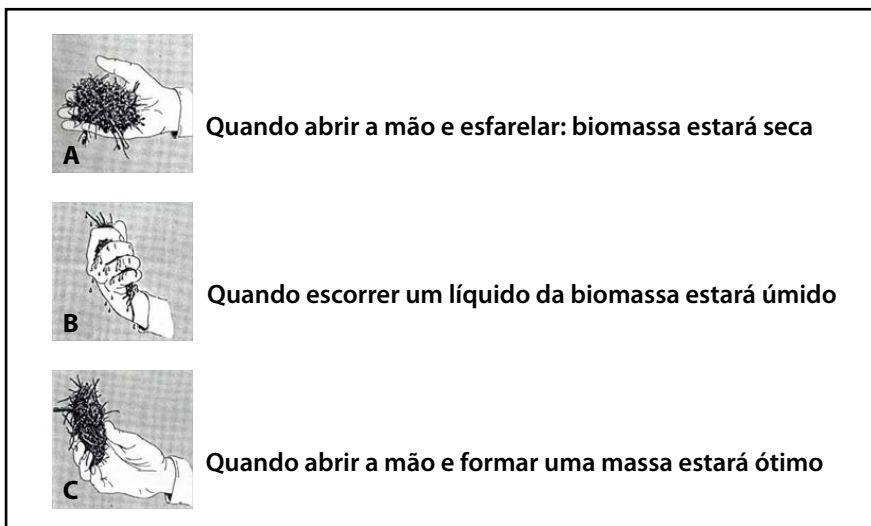 A
Quando abrir a mão e esfarelar: biomassa estará seca
B
Quando escorrer um líquido da biomassa estará úmido
C
Quando abrir a mão e formar uma massa estará ótimo